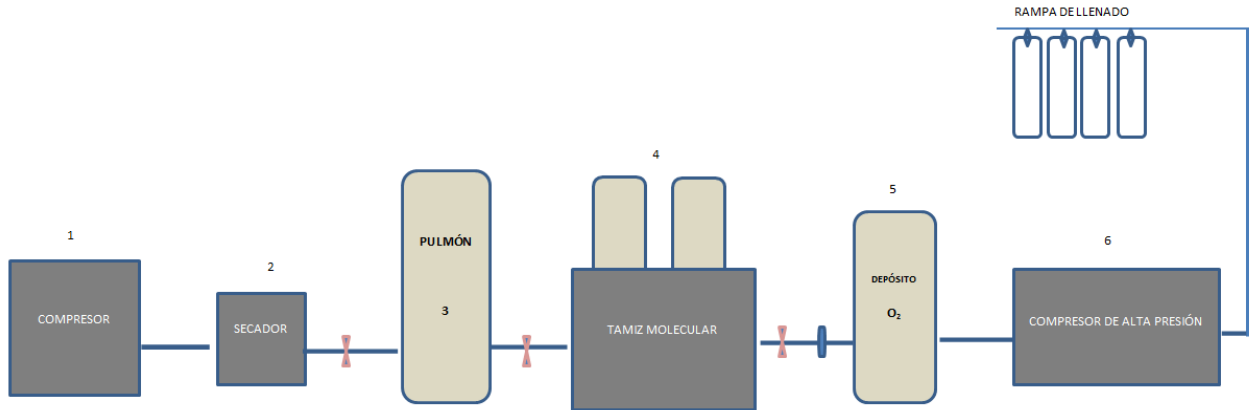 RAMPA DE LLENADO
1
COMPRESOR
2
SECADOR
PULMÓN
3
4
TAMIZ MOLECULAR
5
DEPÓSITO
O₂
6
COMPRESOR DE ALTA PRESIÓN